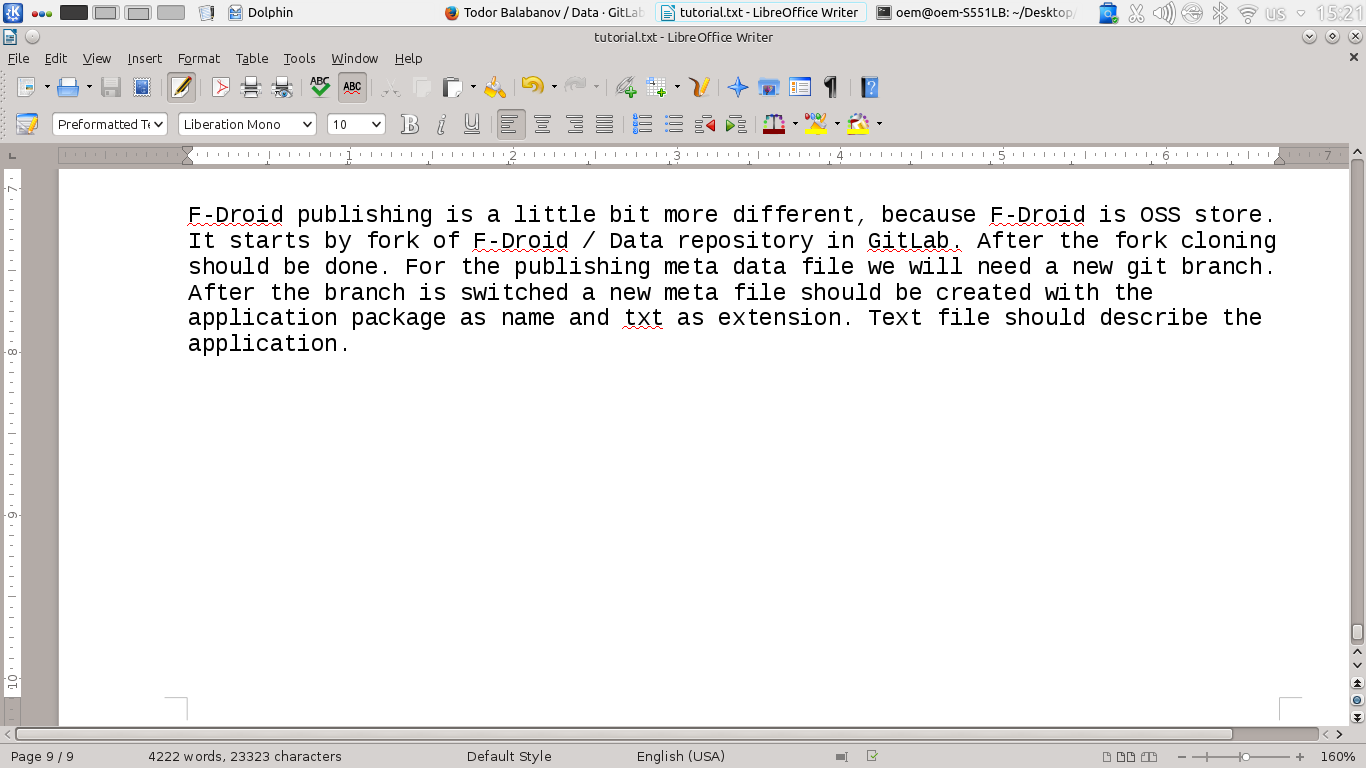 Dolphin
Todor Balabanov / Data · GitLab
tutorial.txt - LibreOffice Writer
oem@oem-S551LB: ~/Desktop/
us
15:21
tutorial.txt - LibreOffice Writer
File Edit View Insert Format Table Tools Window Help
ABC ABC
Preformatted Te Liberation Mono 10 B i U
1 2 3 4 5 6 7
7
F-Droid publishing is a little bit more different, because F-Droid is OSS store.
It starts by fork of F-Droid / Data repository in GitLab. After the fork cloning
should be done. For the publishing meta data file we will need a new git branch.
After the branch is switched a new meta file should be created with the
application package as name and txt as extension. Text file should describe the
application.
8
9
10
Page 9 / 9 4222 words, 23323 characters Default Style English (USA) 160%